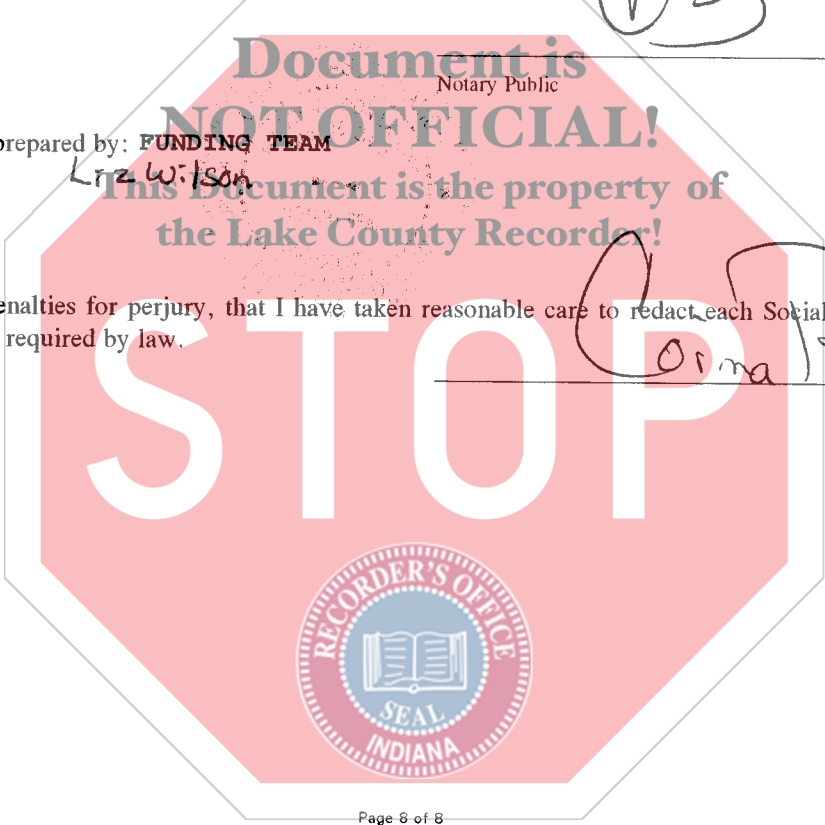 Document is
Notary Public
NOT OFFICIAL!
prepared by: FUNDING TEAM
Liz Wilson
This Document is the property of
the Lake County Recorder!
enalties for perjury, that I have taken reasonable care to redact each Social
required by law.
STOP
RECORDER'S OFFICE
SEAL
INDIANA
Page 8 of 8